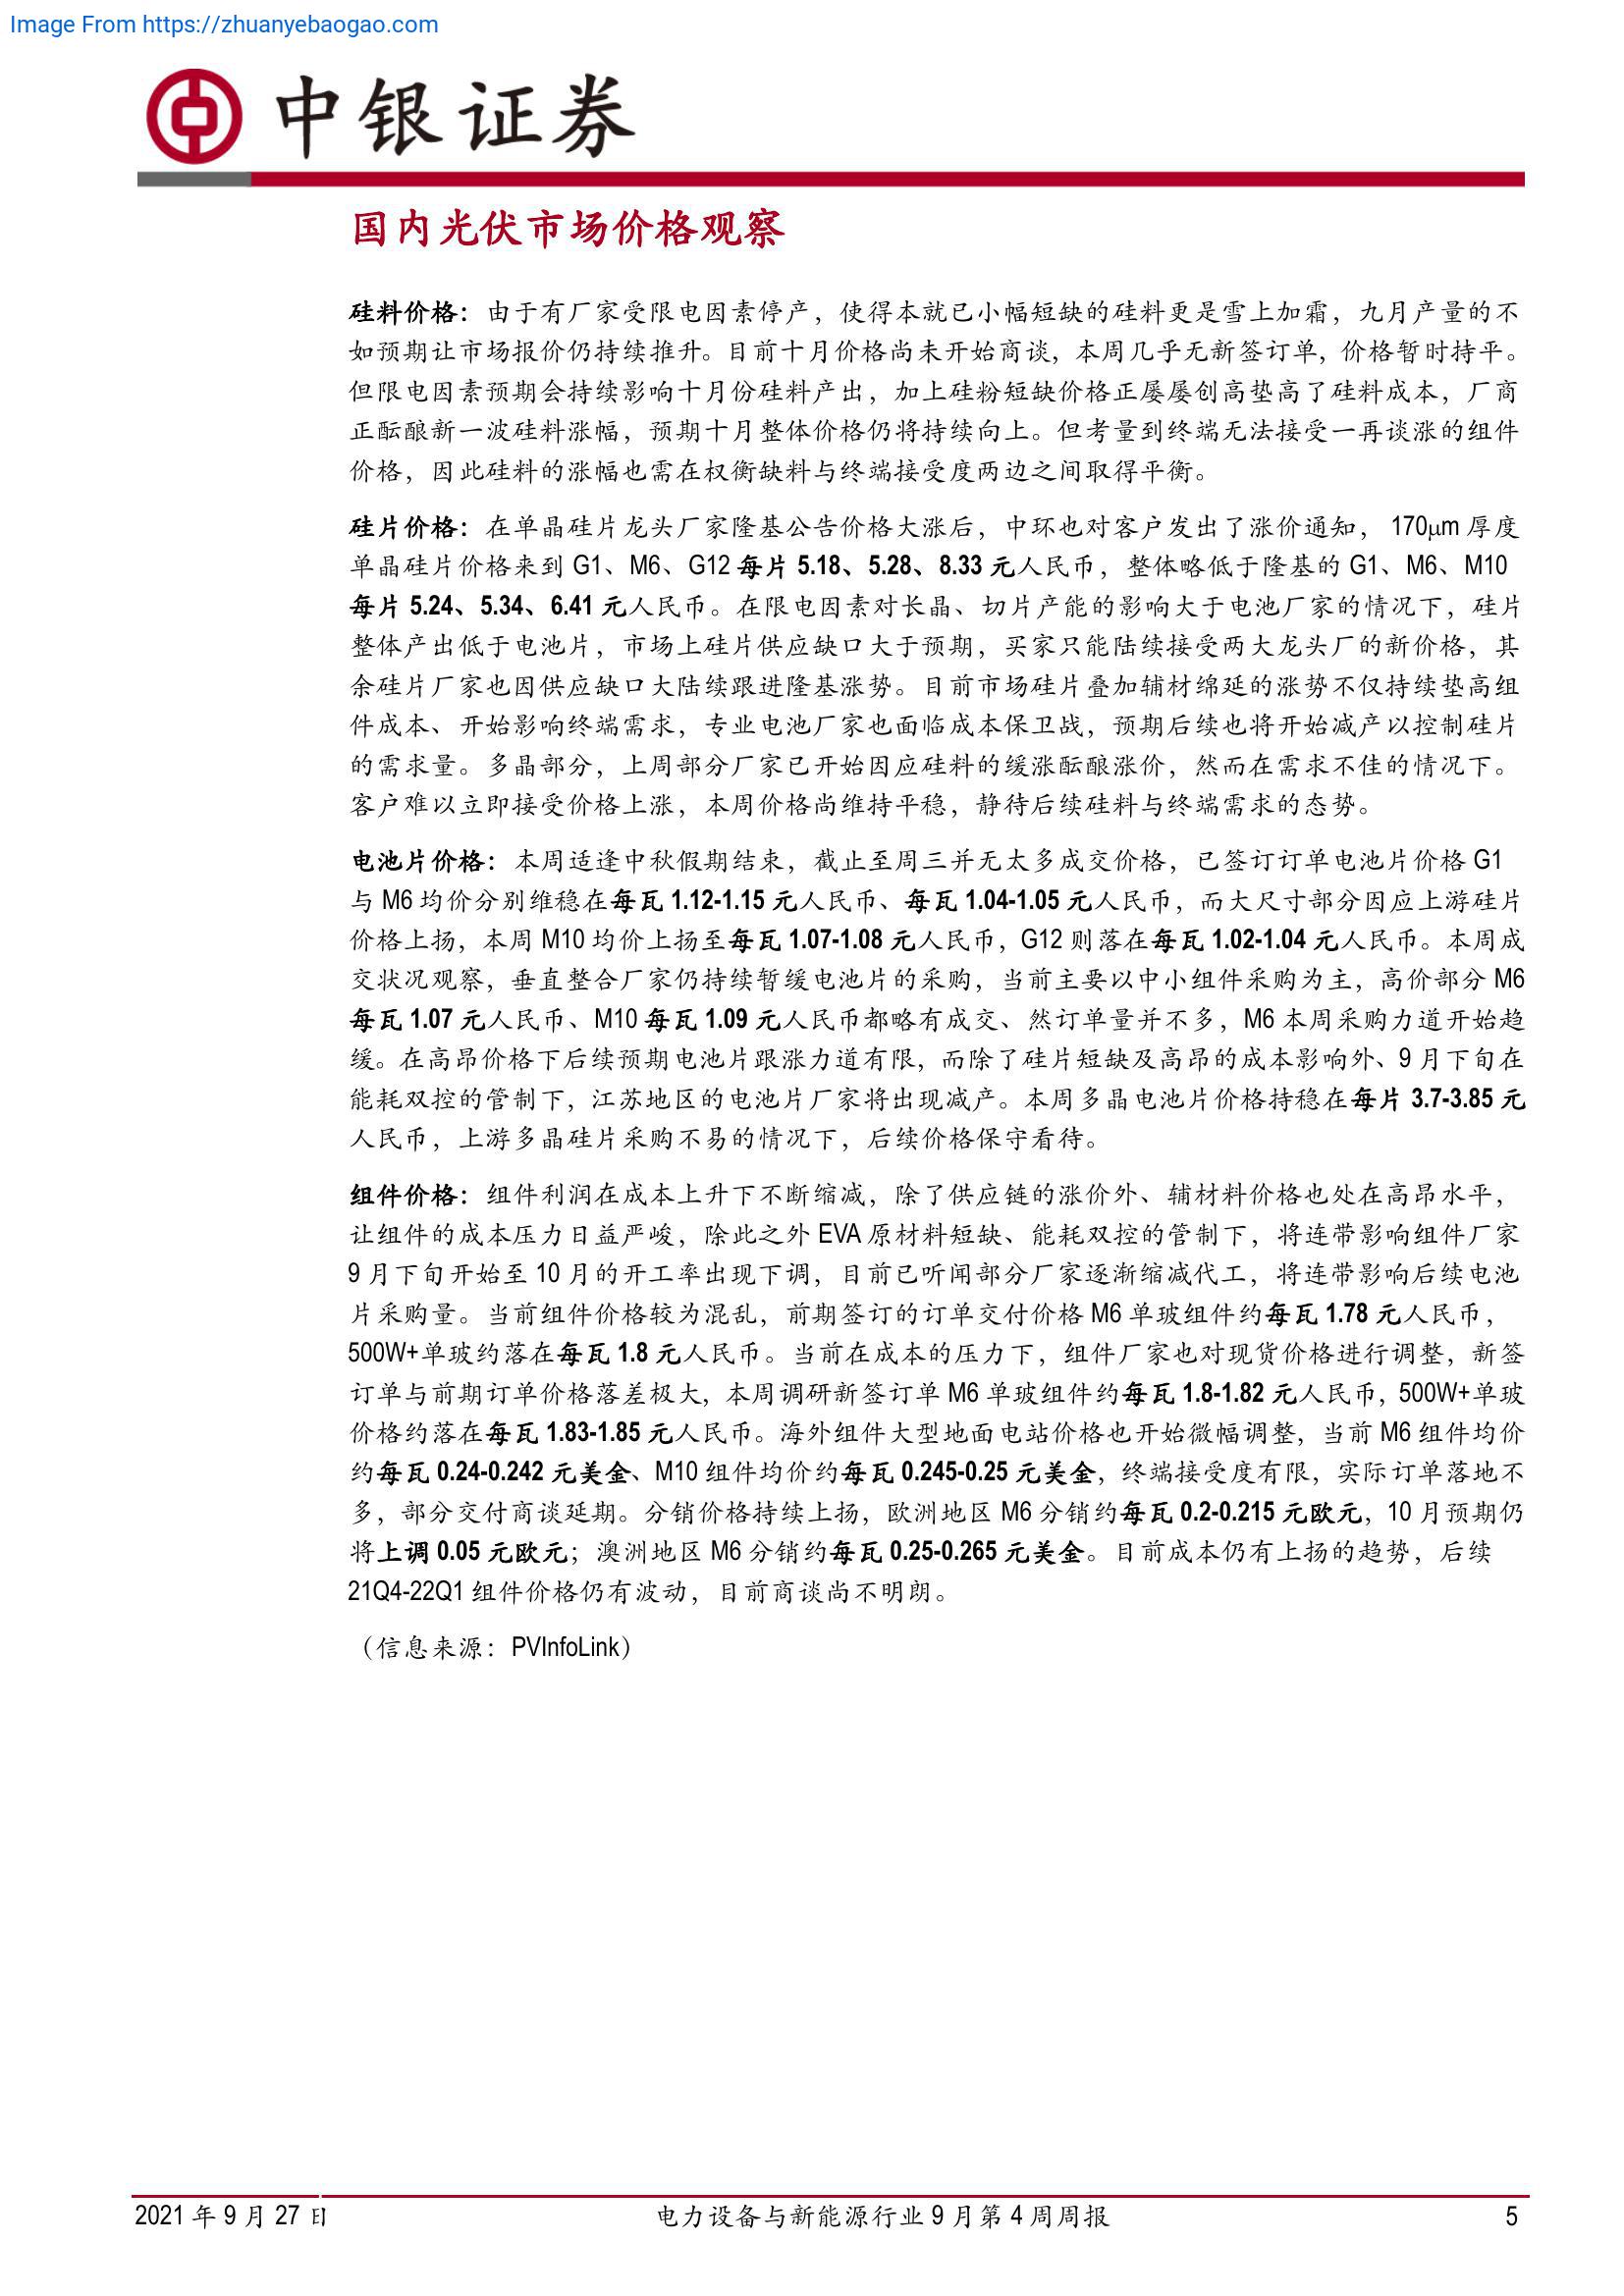 Image From https://zhuanyebaogao.com
中银证券
国内光伏市场价格观察
硅料价格：由于有厂家受限电因素停产，使得本就已小幅短缺的硅料更是雪上加霜，九月产量的不
如预期让市场报价仍持续推升。目前十月价格尚未开始商谈，本周几乎无新签订单，价格暂时持平。
但限电因素预期会持续影响十月份硅料产出，加上硅粉短缺价格正屡屡创高垫高了硅料成本，厂商
正酝酿新一波硅料涨幅，预期十月整体价格仍将持续向上。但考量到终端无法接受一再谈涨的组件
价格，因此硅料的涨幅也需在权衡缺料与终端接受度两边之间取得平衡。
硅片价格：在单晶硅片龙头厂家隆基公告价格大涨后，中环也对客户发出了涨价通知， 170μm 厚度
单晶硅片价格来到 G1、M6、G12 每片 5.18、5.28、8.33 元人民币，整体略低于隆基的 G1、M6、M10
每片 5.24、5.34、6.41 元人民币。在限电因素对长晶、切片产能的影响大于电池厂家的情况下，硅片
整体产出低于电池片，市场上硅片供应缺口大于预期，买家只能陆续接受两大龙头厂的新价格，其
余硅片厂家也因供应缺口大陆续跟进隆基涨势。目前市场硅片叠加辅材绵延的涨势不仅持续垫高组
件成本、开始影响终端需求，专业电池厂家也面临成本保卫战，预期后续也将开始减产以控制硅片
的需求量。多晶部分，上周部分厂家已开始因应硅料的缓涨酝酿涨价，然而在需求不佳的情况下。
客户难以立即接受价格上涨，本周价格尚维持平稳，静待后续硅料与终端需求的态势。
电池片价格：本周适逢中秋假期结束，截止至周三并无太多成交价格，已签订订单电池片价格 G1
与 M6 均价分别维稳在每瓦 1.12-1.15 元人民币、每瓦 1.04-1.05 元人民币，而大尺寸部分因应上游硅片
价格上扬，本周 M10 均价上扬至每瓦 1.07-1.08 元人民币，G12 则落在每瓦 1.02-1.04 元人民币。本周成
交状况观察，垂直整合厂家仍持续暂缓电池片的采购，当前主要以中小组件采购为主，高价部分 M6
每瓦 1.07 元人民币、M10 每瓦 1.09 元人民币都略有成交、然订单量并不多，M6 本周采购力道开始趋
缓。在高昂价格下后续预期电池片跟涨力道有限，而除了硅片短缺及高昂的成本影响外、9 月下旬在
能耗双控的管制下，江苏地区的电池片厂家将出现减产。本周多晶电池片价格持稳在每片 3.7-3.85 元
人民币，上游多晶硅片采购不易的情况下，后续价格保守看待。
组件价格：组件利润在成本上升下不断缩减，除了供应链的涨价外、辅材料价格也处在高昂水平，
让组件的成本压力日益严峻，除此之外 EVA 原材料短缺、能耗双控的管制下，将连带影响组件厂家
9 月下旬开始至 10 月的开工率出现下调，目前已听闻部分厂家逐渐缩减代工，将连带影响后续电池
片采购量。当前组件价格较为混乱，前期签订的订单交付价格 M6 单玻组件约每瓦 1.78 元人民币，
500W+单玻约落在每瓦 1.8 元人民币。当前在成本的压力下，组件厂家也对现货价格进行调整，新签
订单与前期订单价格落差极大，本周调研新签订单 M6 单玻组件约每瓦 1.8-1.82 元人民币，500W+单玻
价格约落在每瓦 1.83-1.85 元人民币。海外组件大型地面电站价格也开始微幅调整，当前 M6 组件均价
约每瓦 0.24-0.242 元美金、M10 组件均价约每瓦 0.245-0.25 元美金，终端接受度有限，实际订单落地不
多，部分交付商谈延期。分销价格持续上扬，欧洲地区 M6 分销约每瓦 0.2-0.215 元欧元，10 月预期仍
将上调 0.05 元欧元；澳洲地区 M6 分销约每瓦 0.25-0.265 元美金。目前成本仍有上扬的趋势，后续
21Q4-22Q1 组件价格仍有波动，目前商谈尚不明朗。
（信息来源：PVInfoLink）
2021 年 9 月 27 日
电力设备与新能源行业 9 月第 4 周周报
5